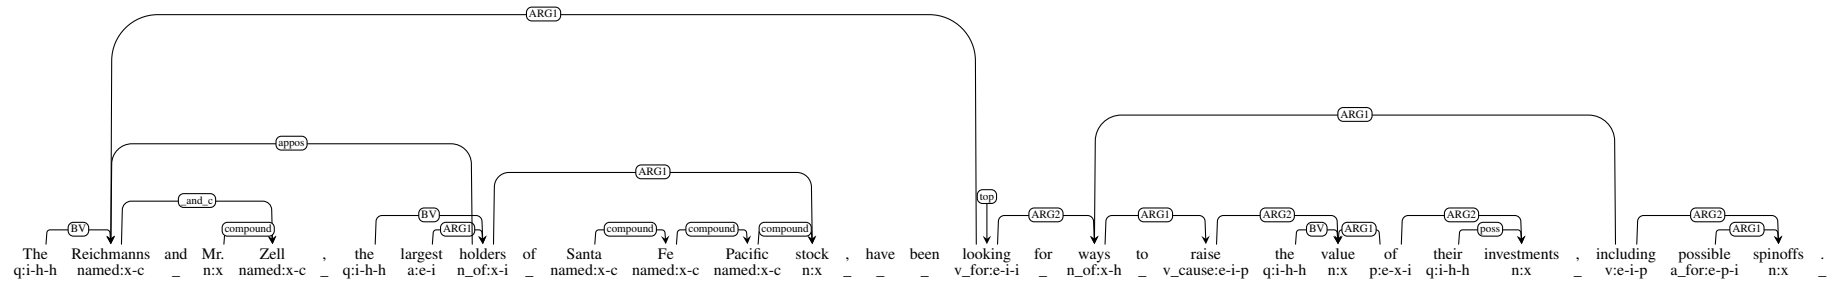 ARG1
ARG1
appos
ARG1
top
_and_c BV ARG2 ARG1 ARG2 ARG2 ARG2
BV compound ARG1 compound compound compound BV ARG1 poss ARG1
The Reichmanns and Mr. Zell , the largest holders of Santa Fe Pacific stock , have been looking for ways to raise the value of their investments , including possible spinoffs .
q:i-h-h named:x-c _ n:x named:x-c _ q:i-h-h a:e-i n_of:x-i _ named:x-c named:x-c named:x-c n:x _ _ _ v_for:e-i-i _ n_of:x-h _ v_cause:e-i-p q:i-h-h n:x p:e-x-i q:i-h-h n:x _ v:e-i-p a_for:e-p-i n:x _